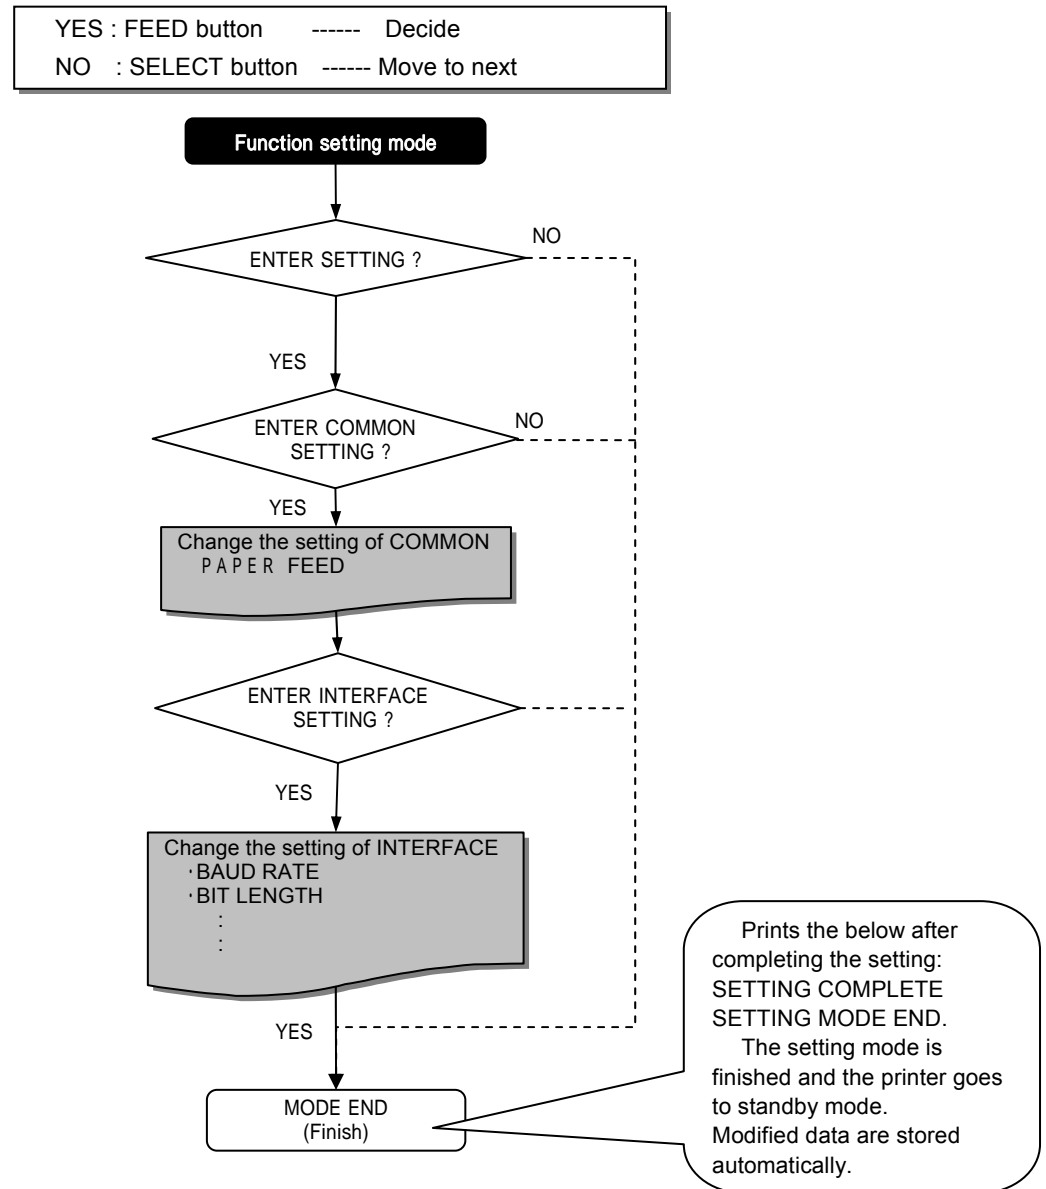 YES : FEED button ------ Decide
NO : SELECT button ------ Move to next
Function setting mode
ENTER SETTING ?
NO
YES
ENTER COMMON
SETTING ?
NO
YES
Change the setting of COMMON
PAPER FEED
ENTER INTERFACE
SETTING ?
YES
Change the setting of INTERFACE
·BAUD RATE
·BIT LENGTH
:
:
YES
MODE END
(Finish)
Prints the below after
completing the setting:
SETTING COMPLETE
SETTING MODE END.
The setting mode is
finished and the printer goes
to standby mode.
Modified data are stored
automatically.